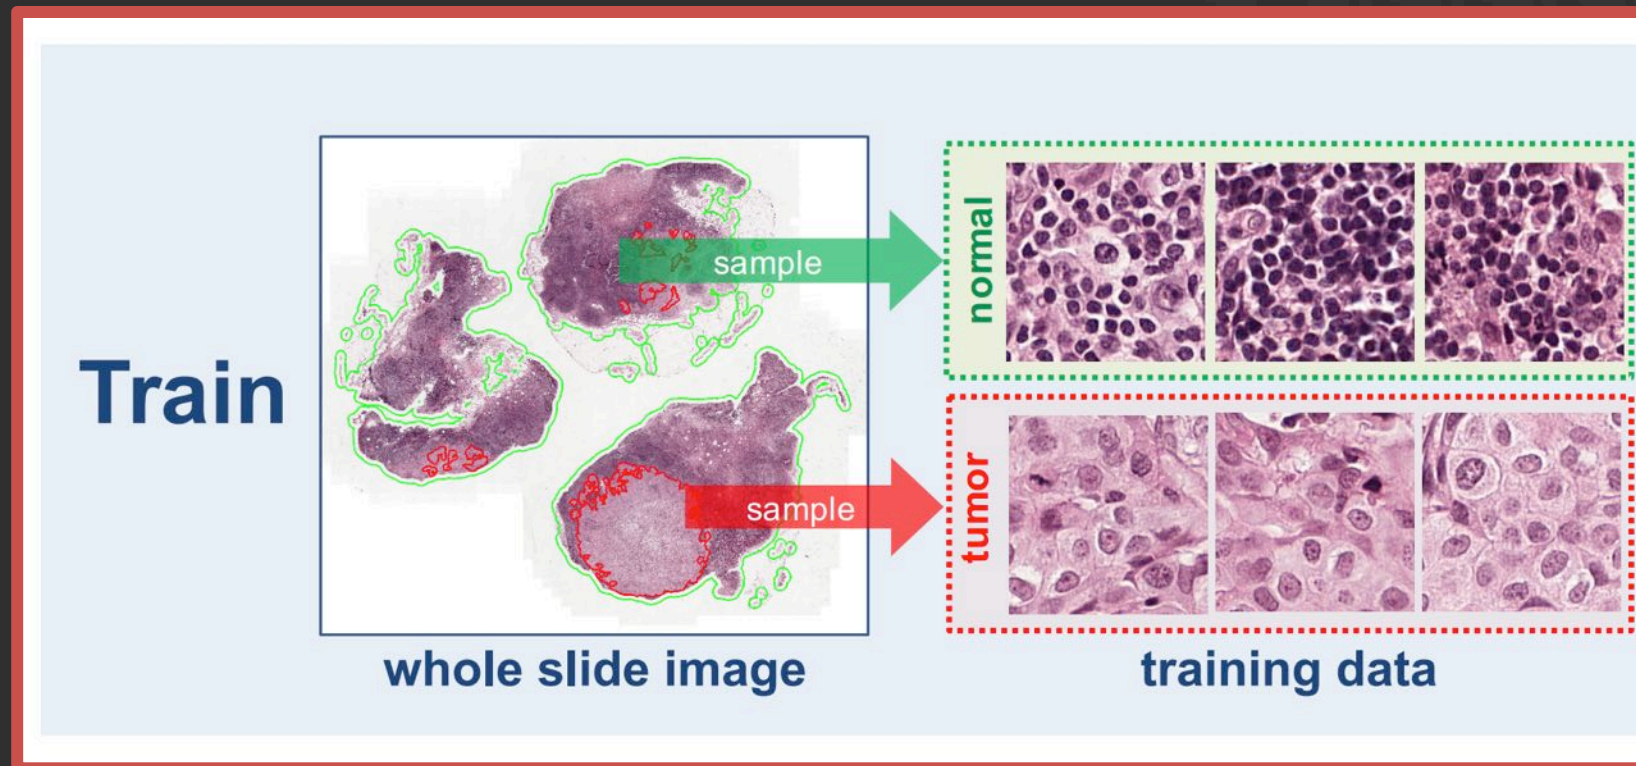 Train
sample
sample
normal
tumor
whole slide image
training data